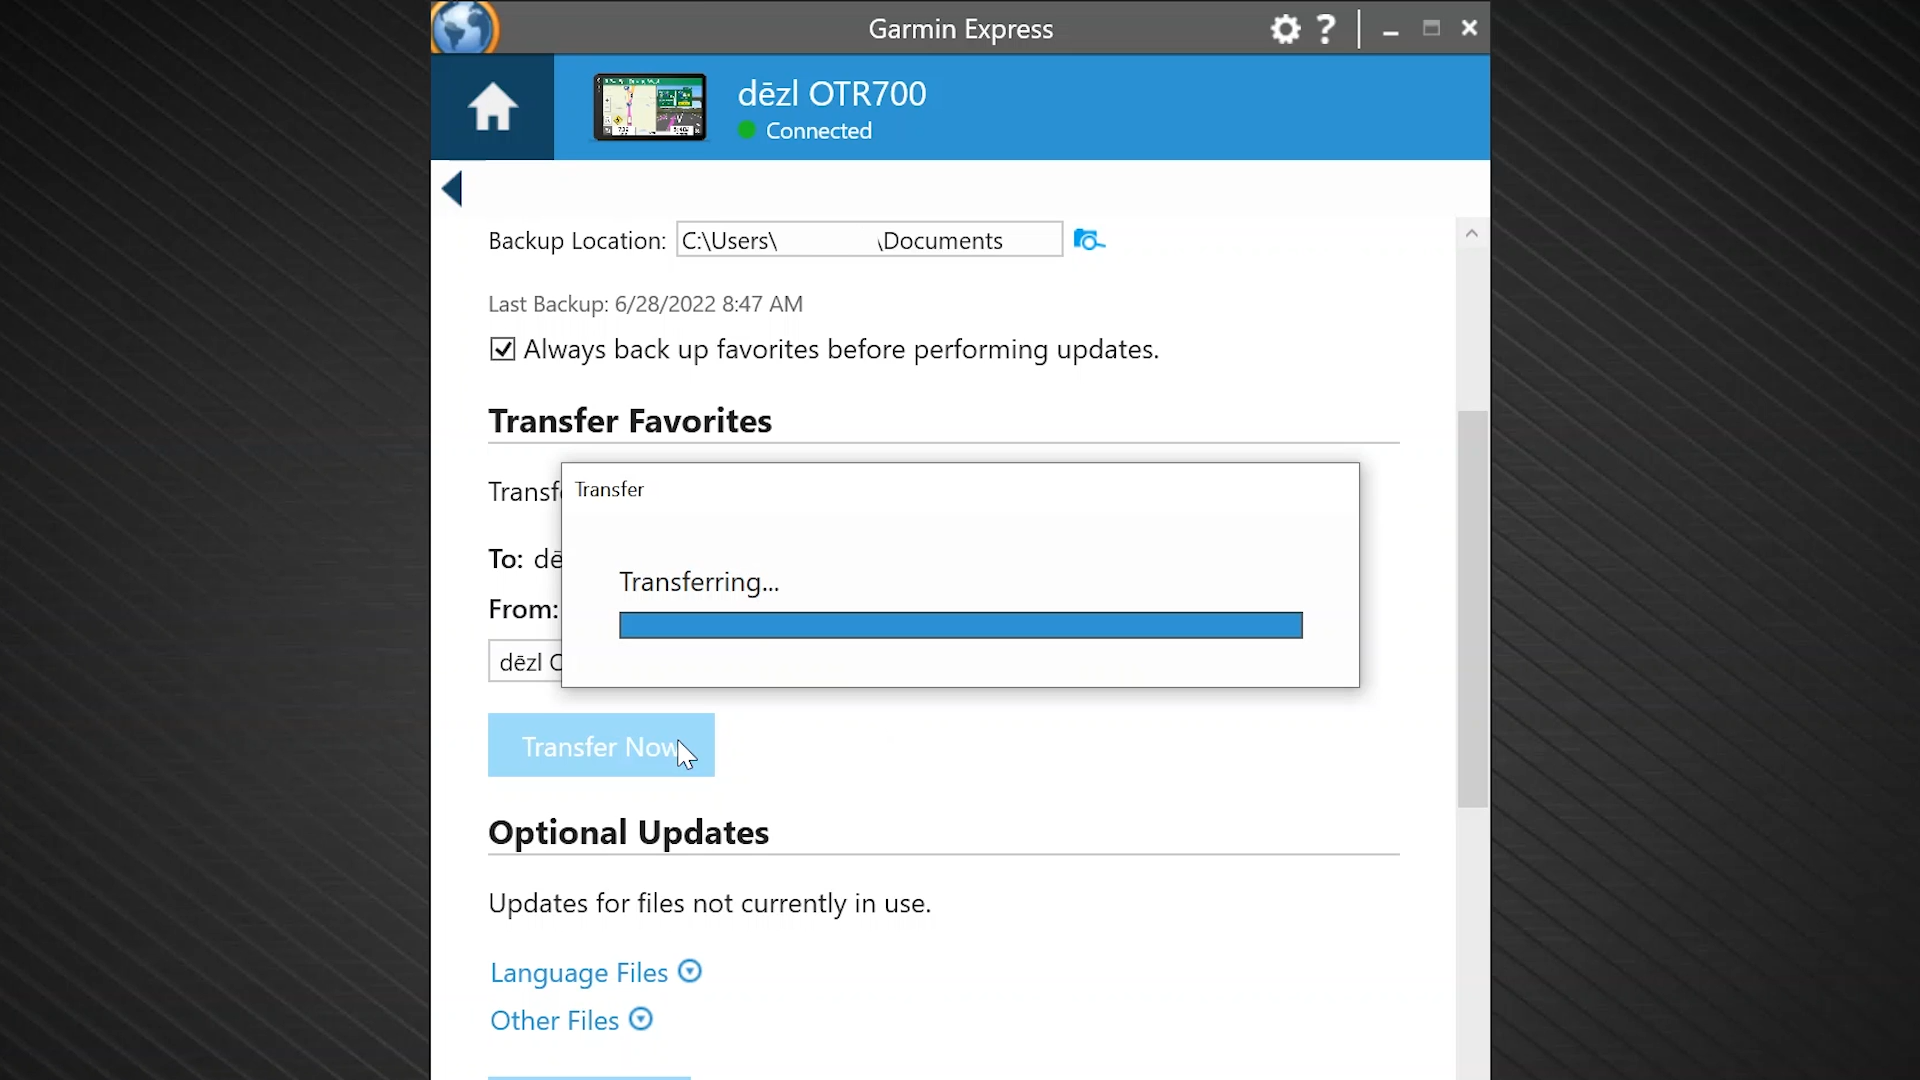 Garmin Express
dēzl OTR700
Connected
Backup Location: C:\Users\ \Documents
Last Backup: 6/28/2022 8:47 AM
Always back up favorites before performing updates.
Transfer Favorites
Transfer
Transferring...
To:
From:
dēzl
Transfer Now
Optional Updates
Updates for files not currently in use.
Language Files
Other Files